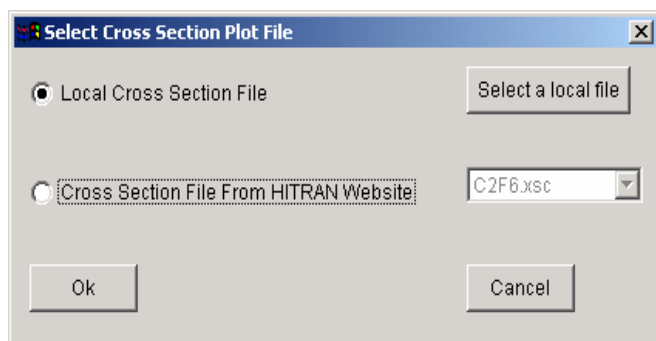 Select Cross Section Plot File
Local Cross Section File
Select a local file
Cross Section File From HITRAN Website
C2F6.xsc
Ok
Cancel